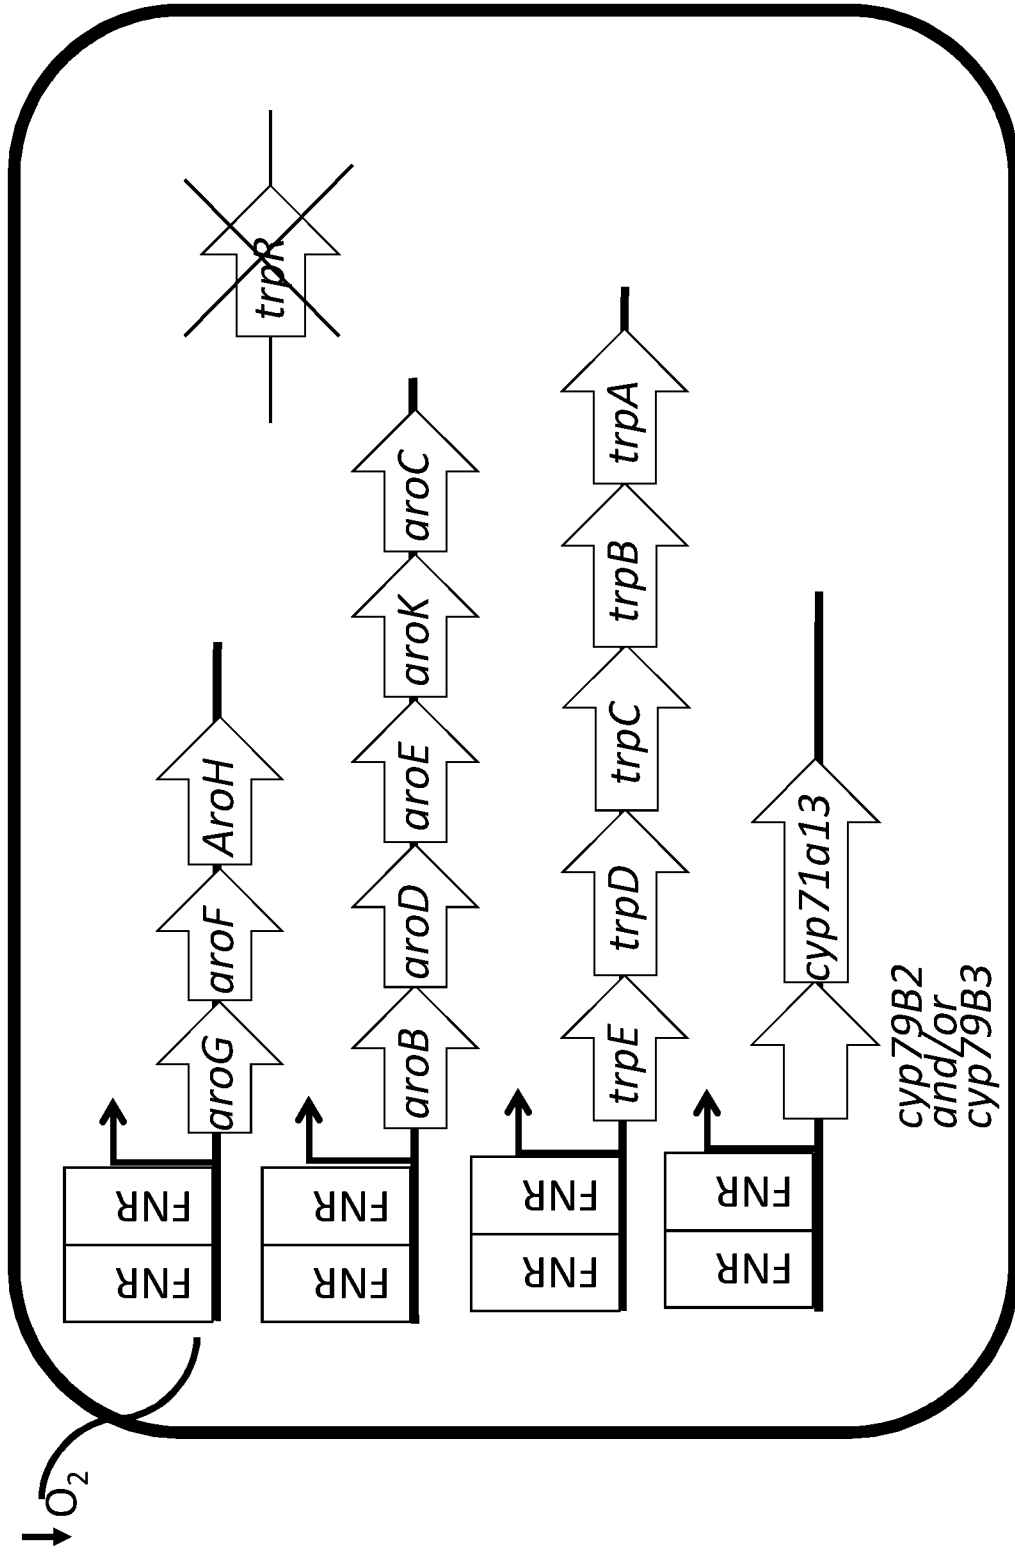 ↓O₂
FNR FNR aroG aroF AroH
trpR
FNR FNR aroB aroD aroE aroK aroC
FNR FNR trpE trpD trpC trpB trpA
FNR FNR cyp71a13
cyp79B2
and/or
cyp79B3